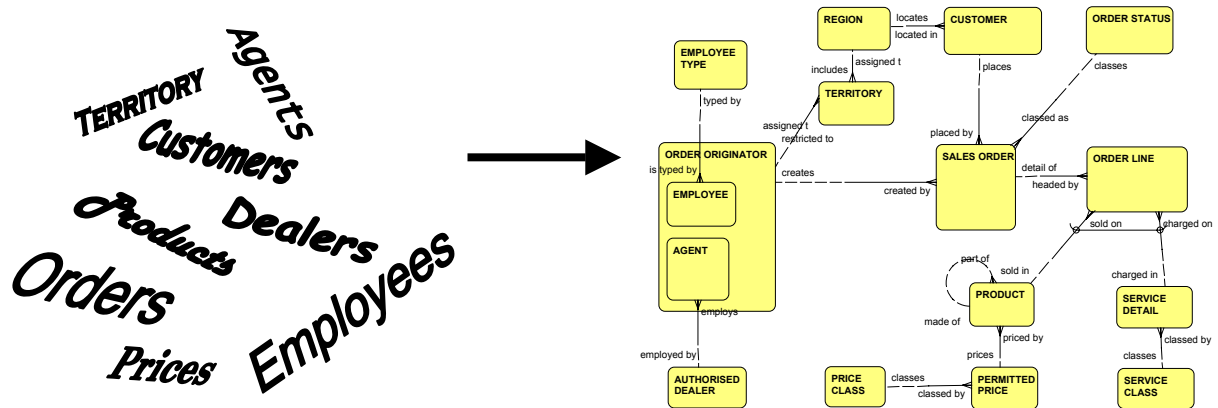 Agents
TERRITORY
Customers
Products
Dealers
Orders
Employees
Prices
REGION
locates
located in
CUSTOMER
ORDER STATUS
EMPLOYEE
TYPE
includes
assigned t
places
classes
typed by
TERRITORY
assigned t
restricted to
placed by
classed as
ORDER ORIGINATOR
is typed by
EMPLOYEE
creates
created by
SALES ORDER
detail of
headed by
ORDER LINE
sold on
charged on
AGENT
part of
sold in
charged in
PRODUCT
made of
SERVICE
DETAIL
employs
priced by
classed by
employed by
prices
classes
AUTHORISED
DEALER
PRICE
CLASS
classes
classed by
PERMITTED
PRICE
SERVICE
CLASS